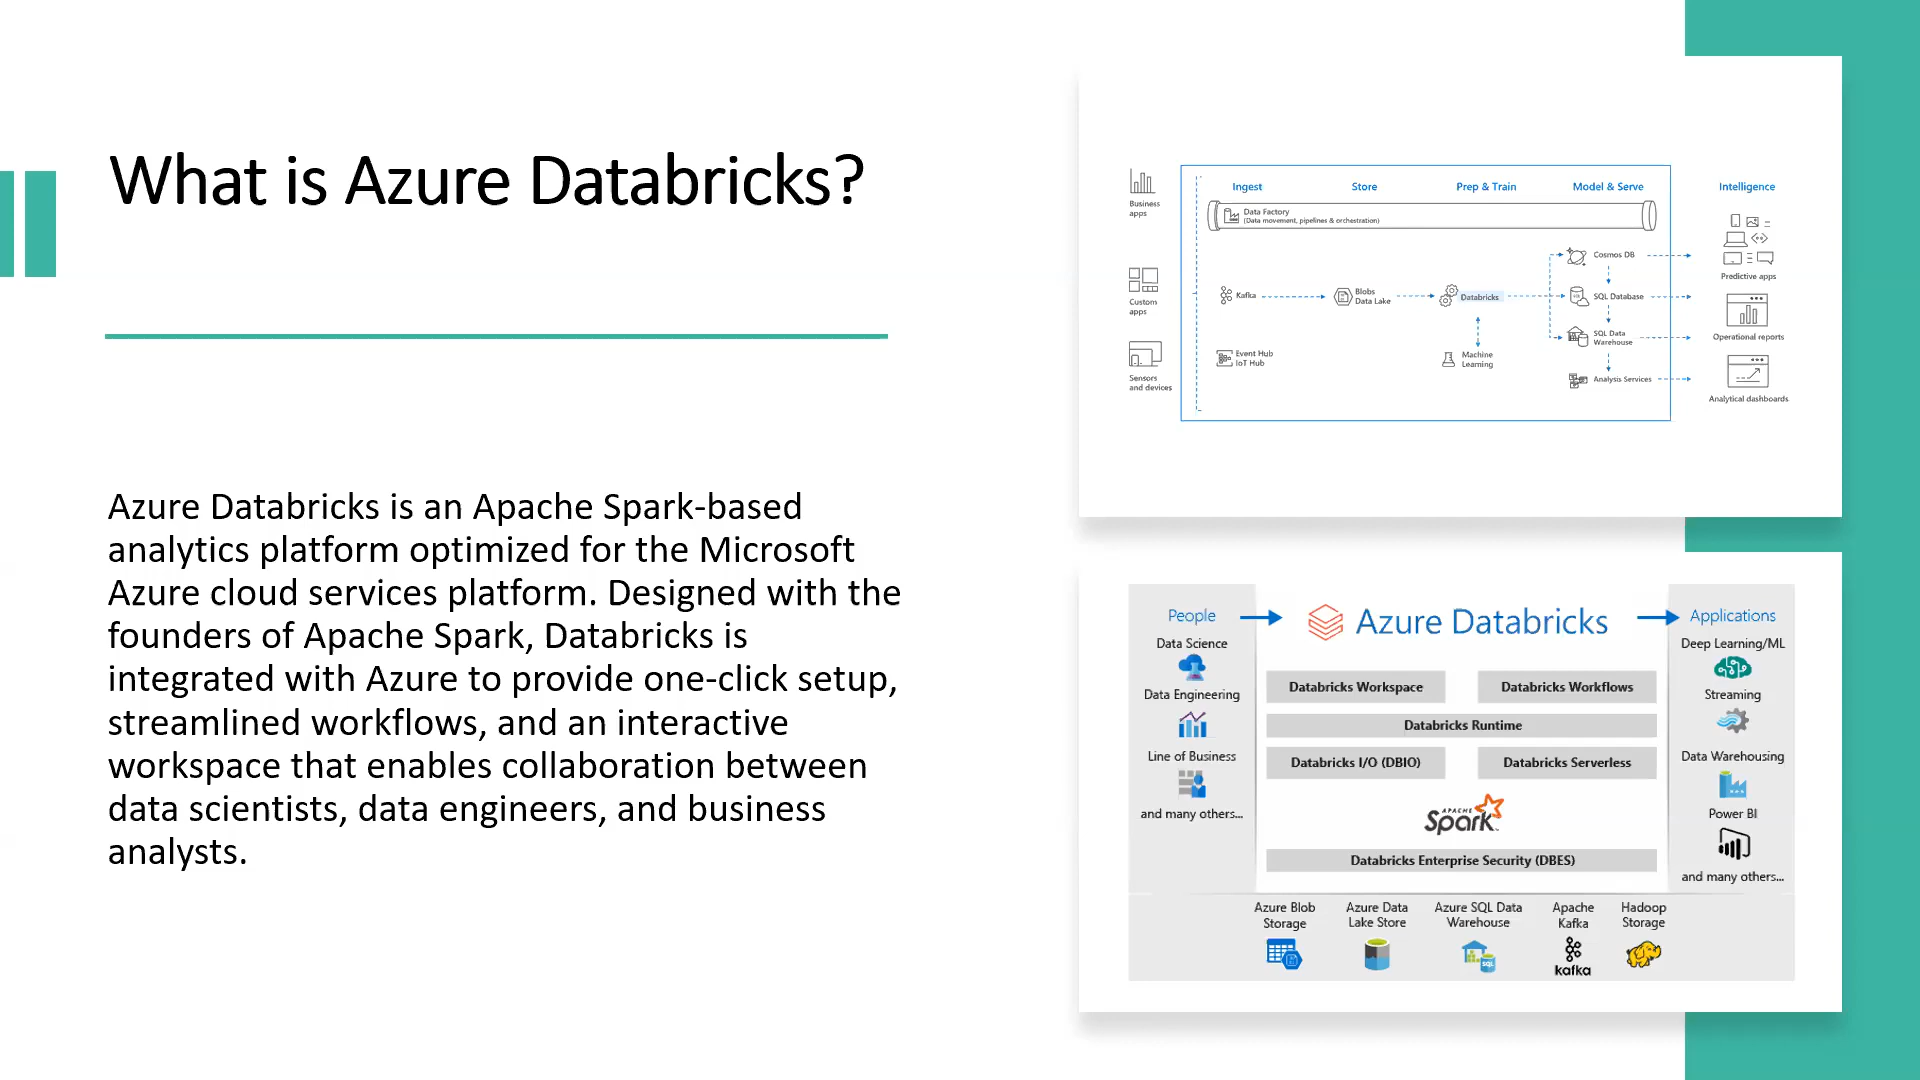 What is Azure Databricks?
Azure Databricks is an Apache Spark-based
analytics platform optimized for the Microsoft
Azure cloud services platform. Designed with the
founders of Apache Spark, Databricks is
integrated with Azure to provide one-click setup,
streamlined workflows, and an interactive
workspace that enables collaboration between
data scientists, data engineers, and business
analysts.
Business
apps
Custom
apps
Sensors
and devices
Ingest
Store
Prep & Train
Model & Serve
Intelligence
Data Factory
(Data movement, pipelines & orchestration)
Kafka
Blobs
Data Lake
Databricks
Cosmos DB
SQL Database
SQL Data
Warehouse
Analysis Services
Event Hub
IoT Hub
Machine
Learning
Predictive apps
Operational reports
Analytical dashboards
People
Data Science
Data Engineering
Line of Business
and many others...
Azure Databricks
Databricks Workspace
Databricks Workflows
Databricks Runtime
Databricks I/O (DBIO)
Databricks Serverless
APACHE
Spark
Databricks Enterprise Security (DBES)
Applications
Deep Learning/ML
Streaming
Data Warehousing
Power BI
and many others...
Azure Blob
Storage
Azure Data
Lake Store
Azure SQL Data
Warehouse
SQL
Apache
Kafka
kafka
Hadoop
Storage